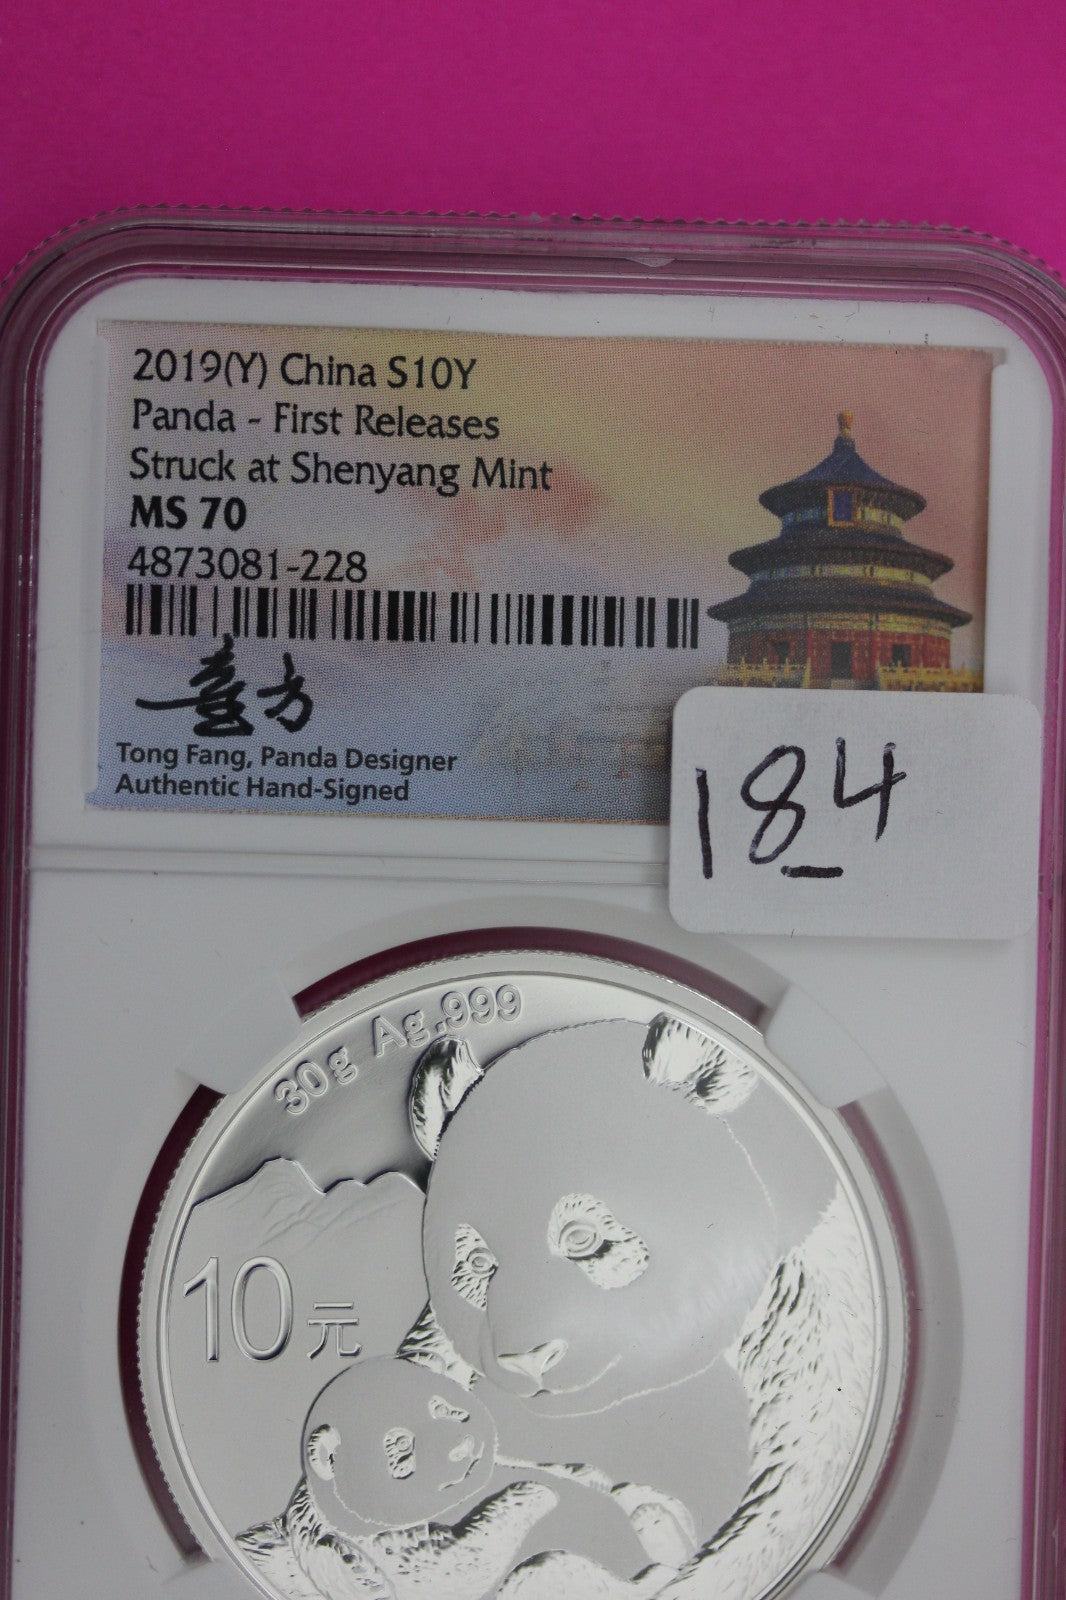 2019(Y) China S10Y
Panda - First Releases
Struck at Shenyang Mint
MS 70
4873081-228
童方
Tong Fang, Panda Designer
Authentic Hand-Signed
184
30g Ag.999
10元